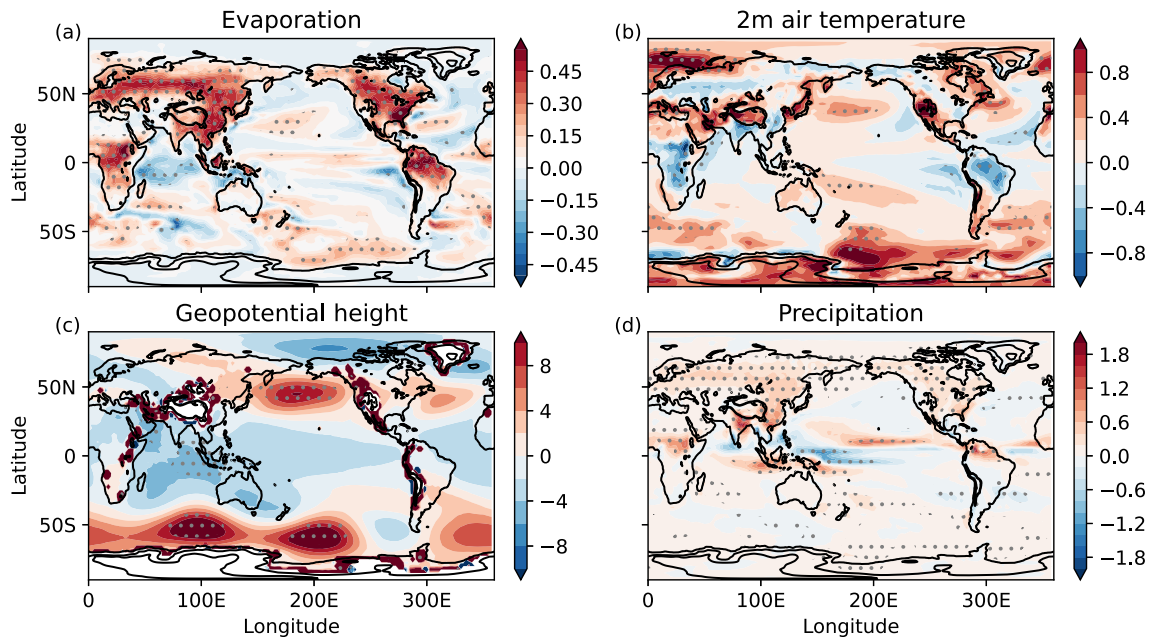 Evaporation
2m air temperature
(a)
(b)
Latitude
50N
0
50S
0.45
0.30
0.15
0.00
−0.15
−0.30
−0.45
0.8
0.4
0.0
−0.4
−0.8
Geopotential height
Precipitation
(c)
(d)
Latitude
50N
0
50S
8
4
0
−4
−8
1.8
1.2
0.6
0.0
−0.6
−1.2
−1.8
0 100E 200E 300E
0 100E 200E 300E
Longitude
Longitude